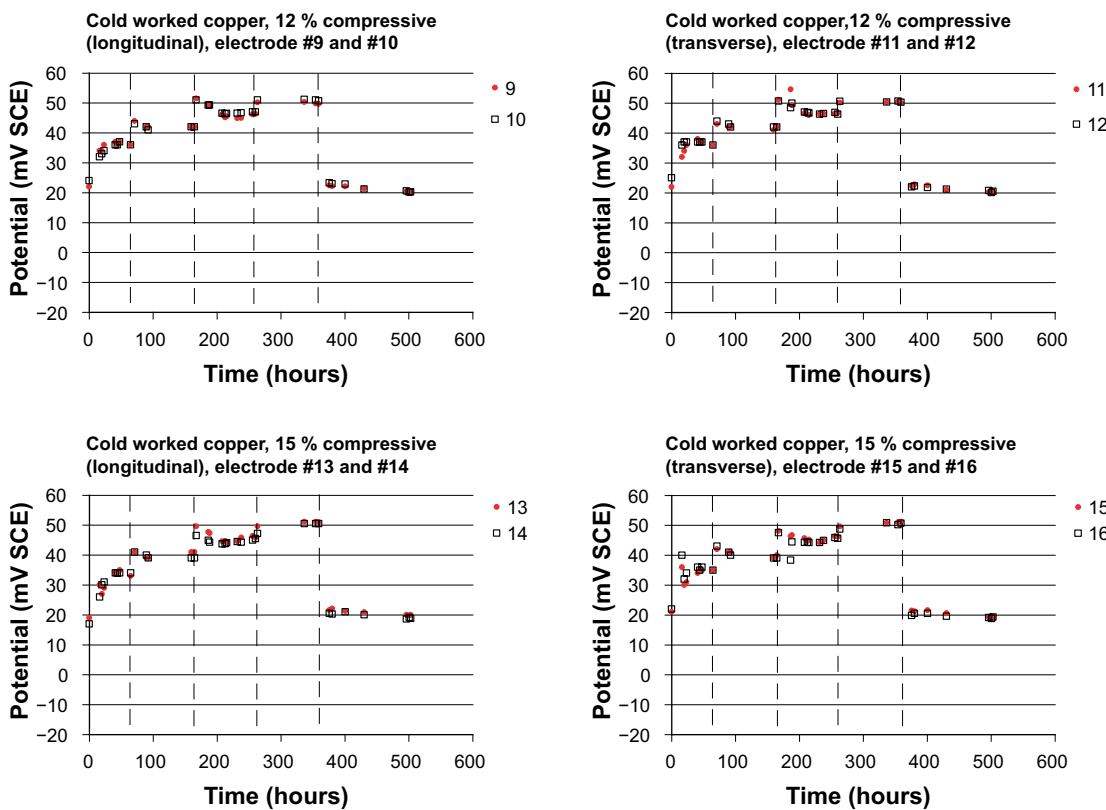 Cold worked copper, 12 % compressive
(longitudinal), electrode #9 and #10
Potential (mV SCE)
60
50
40
30
20
10
0
−10
−20
0 100 200 300 400 500 600
Time (hours)
9
10
Cold worked copper,12 % compressive
(transverse), electrode #11 and #12
Potential (mV SCE)
60
50
40
30
20
10
0
−10
−20
0 100 200 300 400 500 600
Time (hours)
11
12
Cold worked copper, 15 % compressive
(longitudinal), electrode #13 and #14
Potential (mV SCE)
60
50
40
30
20
10
0
−10
−20
0 100 200 300 400 500 600
Time (hours)
13
14
Cold worked copper, 15 % compressive
(transverse), electrode #15 and #16
Potential (mV SCE)
60
50
40
30
20
10
0
−10
−20
0 100 200 300 400 500 600
Time (hours)
15
16